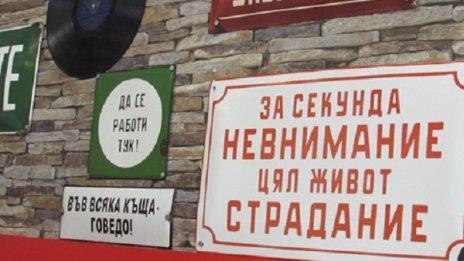 ДА СЕ
РАБОТИ
ТУК!
ВЪВ ВСЯКА КЪЩА-
ГОВЕДО!
ЗА СЕКУНДА
НЕВНИМАНИЕ
ЦЯЛ ЖИВОТ
СТРАДАНИЕ